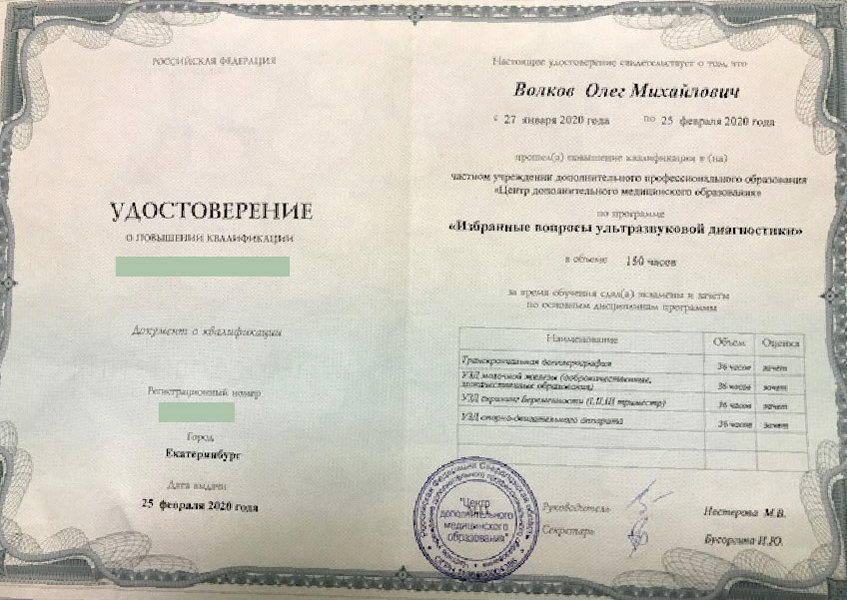 РОССИЙСКАЯ ФЕДЕРАЦИЯ
УДОСТОВЕРЕНИЕ
О ПОВЫШЕНИИ КВАЛИФИКАЦИИ
Документ о квалификации
Регистрационный номер
Город
Екатеринбург
Дата выдачи
25 февраля 2020 года
Настоящее удостоверение свидетельствует о том, что
Волков Олег Михайлович
с 27 января 2020 года по 25 февраля 2020 года
прошел(а) повышение квалификации в (на)
частном учреждении дополнительного профессионального образования
«Центр дополнительного медицинского образования»
по программе
«Избранные вопросы ультразвуковой диагностики»
в объеме 150 часов
за время обучения сдал(а) экзамены и зачеты
по основным дисциплинам программы
Наименование Объем Оценка
Транскраниальная допплерография 36 часов зачет
УЗД молочной железы (доброкачественные,
злокачественные образования) 36 часов зачет
УЗД скрининг беременности (I,II,III триместр) 36 часов зачет
УЗД опорно-двигательного аппарата 36 часов зачет
"Центр
дополнительного
медицинского
образования"
Руководитель Нестерова М.В.
Секретарь Бусоргина И.Ю.